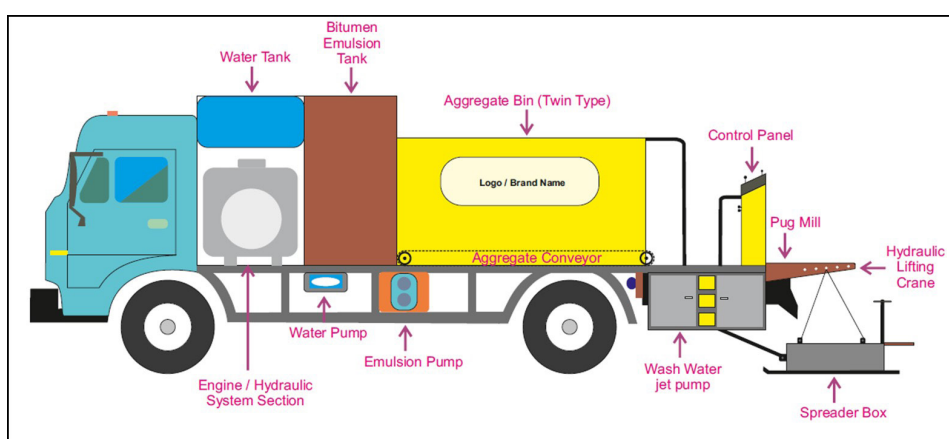 Bitumen
Emulsion
Tank
Water Tank
Aggregate Bin (Twin Type)
Control Panel
Logo / Brand Name
Pug Mill
Hydraulic
Lifting
Crane
Aggregate Conveyor
Water Pump
Emulsion Pump
Wash Water
jet pump
Engine / Hydraulic
System Section
Spreader Box